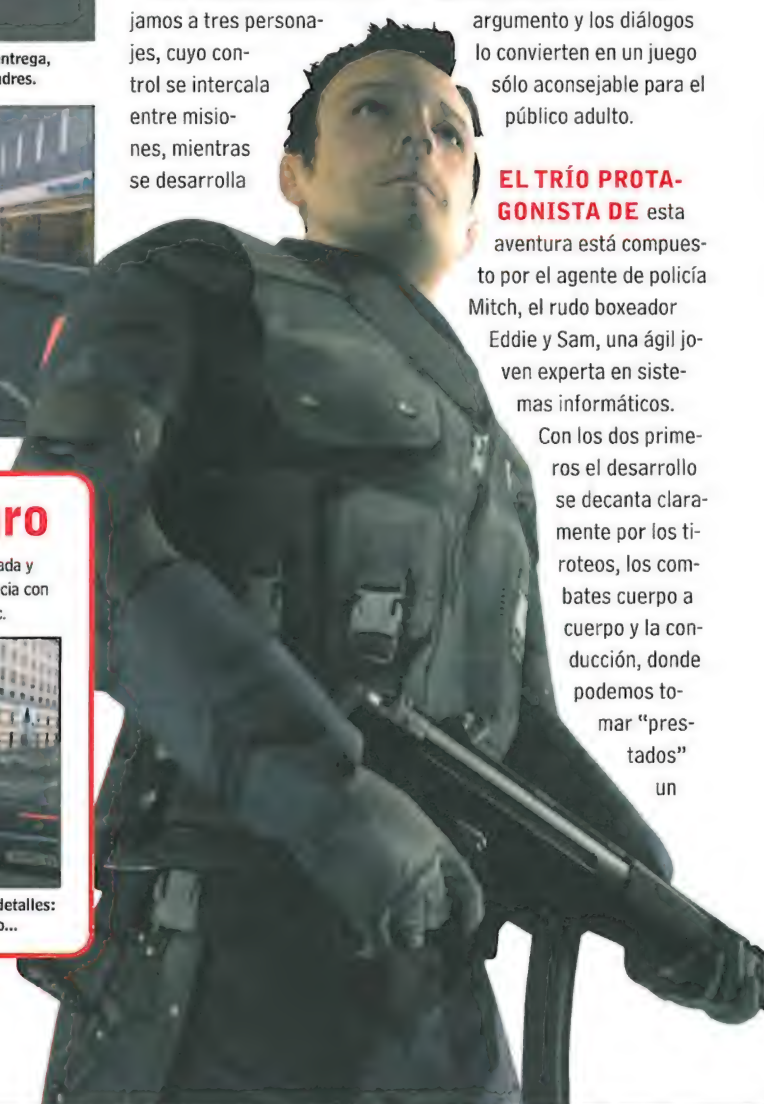 ntrega,
dres.
ro
ada y
cia con
detalles:
o...
jamos a tres persona-
jes, cuyo con-
trol se intercala
entre misio-
nes, mientras
se desarrolla
argumento y los diálogos
lo convierten en un juego
sólo aconsejable para el
público adulto.
EL TRÍO PROTA-
GONISTA DE esta
aventura está compues-
to por el agente de policía
Mitch, el rudo boxeador
Eddie y Sam, una ágil jo-
ven experta en siste-
mas informáticos.
Con los dos prime-
ros el desarrollo
se decanta clara-
mente por los ti-
roteos, los com-
bates cuerpo a
cuerpo y la con-
ducción, donde
podemos to-
mar “pres-
tados”
un